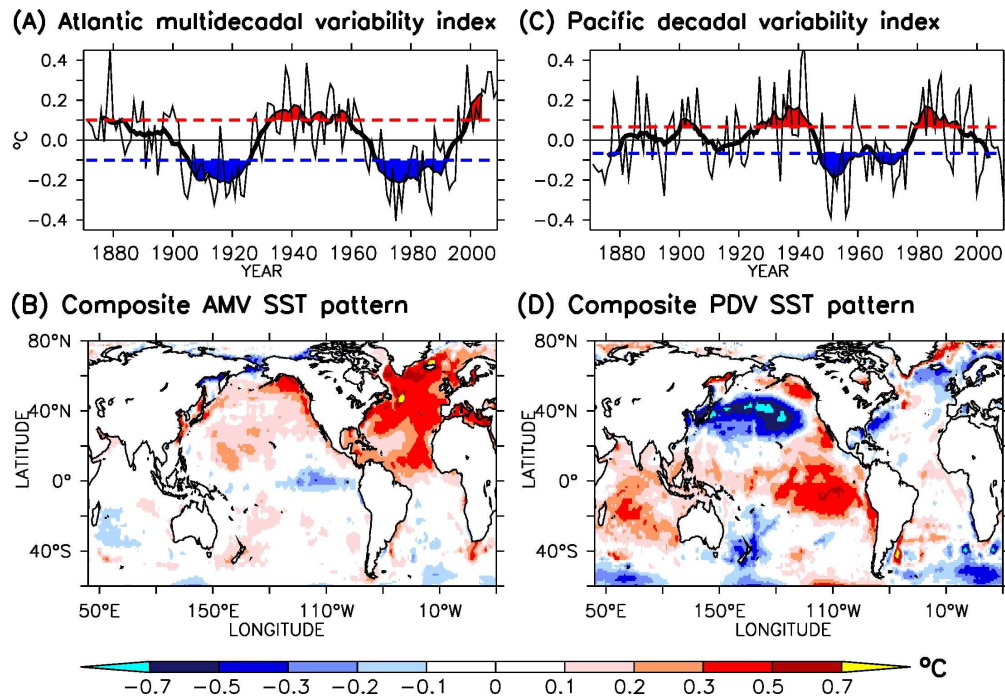 (A) Atlantic multidecadal variability index
°C
0.4
0.2
0.0
-0.2
-0.4
1880 1900 1920 1940 1960 1980 2000
YEAR
(C) Pacific decadal variability index
0.4
0.2
0.0
-0.2
-0.4
1880 1900 1920 1940 1960 1980 2000
YEAR
(B) Composite AMV SST pattern
LATITUDE
80°N
40°N
0°
40°S
50°E 150°E 110°W 10°W
LONGITUDE
(D) Composite PDV SST pattern
LATITUDE
80°N
40°N
0°
40°S
50°E 150°E 110°W 10°W
LONGITUDE
°C
-0.7 -0.5 -0.3 -0.2 -0.1 0 0.1 0.2 0.3 0.5 0.7